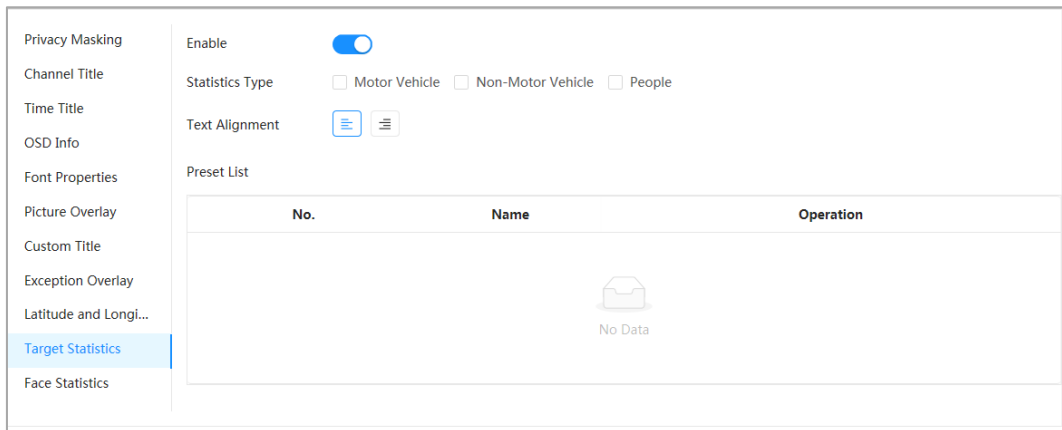 Privacy Masking
Channel Title
Time Title
OSD Info
Font Properties
Picture Overlay
Custom Title
Exception Overlay
Latitude and Longi...
Target Statistics
Face Statistics
Enable
Statistics Type Motor Vehicle Non-Motor Vehicle People
Text Alignment
Preset List
No. Name Operation
No Data